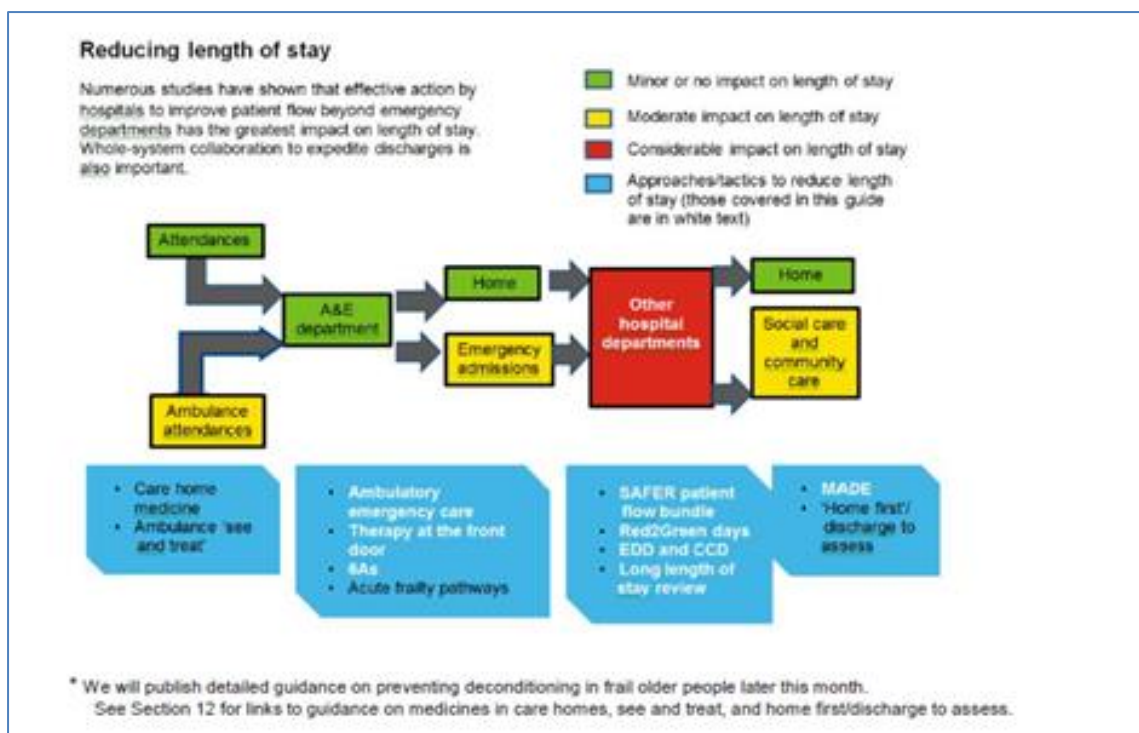 Reducing length of stay
Numerous studies have shown that effective action by
hospitals to improve patient flow beyond emergency
departments has the greatest impact on length of stay.
Whole-system collaboration to expedite discharges is
also important.
Minor or no impact on length of stay
Moderate impact on length of stay
Considerable impact on length of stay
Approaches/tactics to reduce length
of stay (those covered in this guide
are in white text)
Attendances
A&E
department
Ambulance
attendances
Home
Emergency
admissions
Other
hospital
departments
Home
Social care
and
community
care
• Care home
medicine
• Ambulance 'see
and treat'
• Ambulatory
emergency care
• Therapy at the front
door
• 6As
• Acute frailty pathways
• SAFER patient
flow bundle
• Red2Green days
• EDD and CCD
• Long length of
stay review
• MADE
• 'Home first'/
discharge to
assess
* We will publish detailed guidance on preventing deconditioning in frail older people later this month.
See Section 12 for links to guidance on medicines in care homes, see and treat, and home first/discharge to assess.